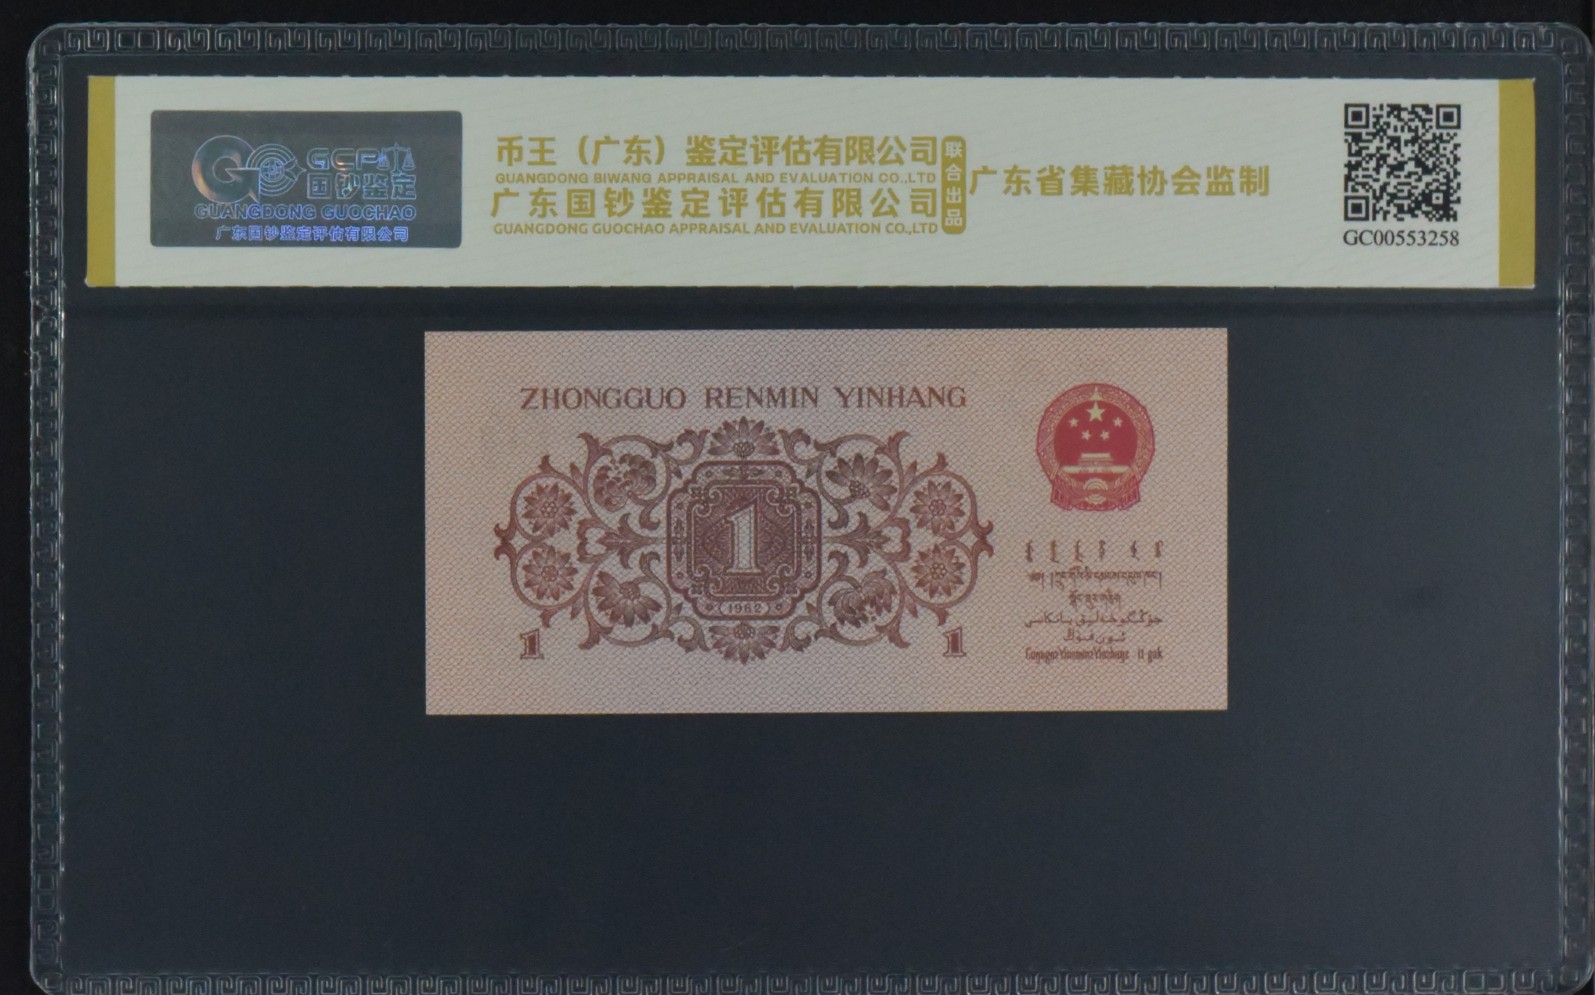 GCP
国钞鉴定
GUANGDONG GUOCHAO
广东国钞鉴定评估有限公司
币王（广东）鉴定评估有限公司
GUANGDONG BIWANG APPRAISAL AND EVALUATION CO.,LTD
广东国钞鉴定评估有限公司
GUANGDONG GUOCHAO APPRAISAL AND EVALUATION CO.,LTD
联合出品
广东省集藏协会监制
GC00553258
ZHONGGUO RENMIN YINHANG
1
1962
1
1